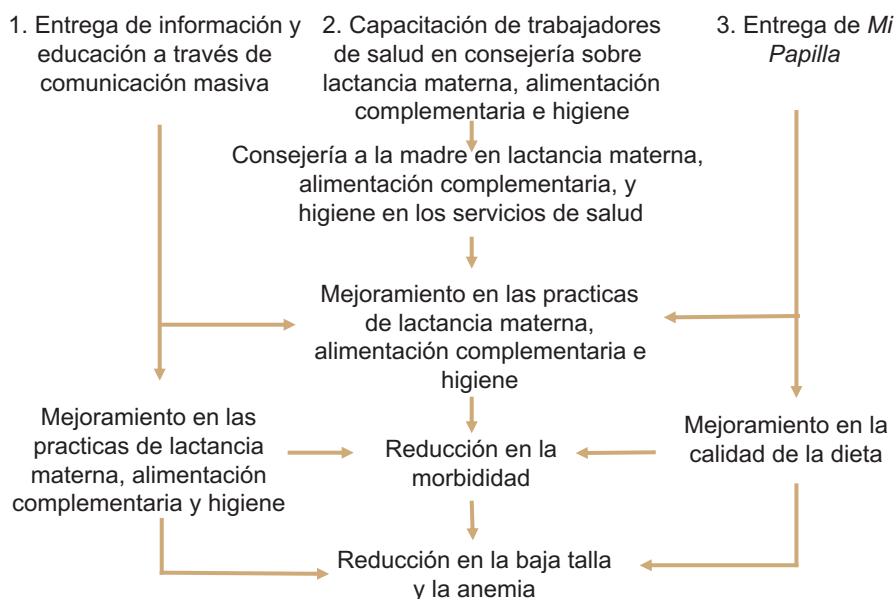 1. Entrega de información y
educación a través de
comunicación masiva
2. Capacitación de trabajadores
de salud en consejería sobre
lactancia materna, alimentación
complementaria e higiene
3. Entrega de Mi
Papilla
Consejería a la madre en lactancia materna,
alimentación complementaria, y
higiene en los servicios de salud
Mejoramiento en las practicas
de lactancia materna,
alimentación complementaria e
higiene
Mejoramiento en las
practicas de lactancia
materna, alimentación
complementaria y higiene
Reducción en la
morbididad
Mejoramiento en la
calidad de la dieta
Reducción en la baja talla
y la anemia